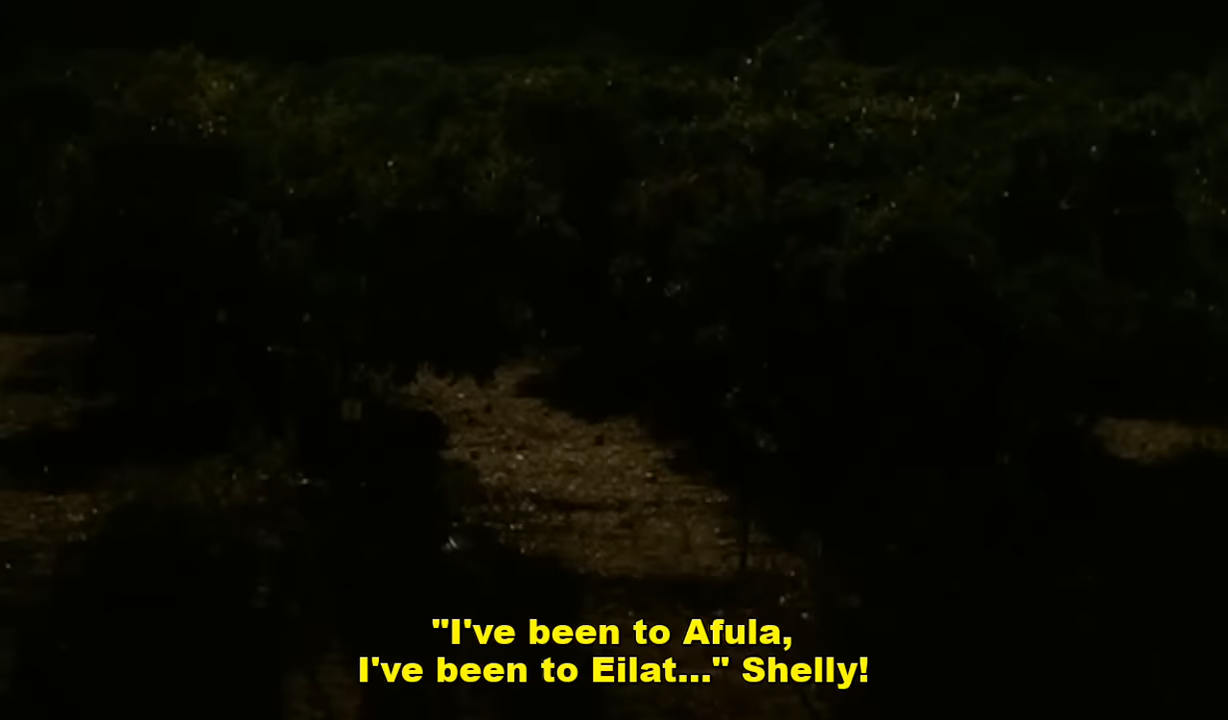 "I've been to Afula,
I've been to Eilat..." Shelly!